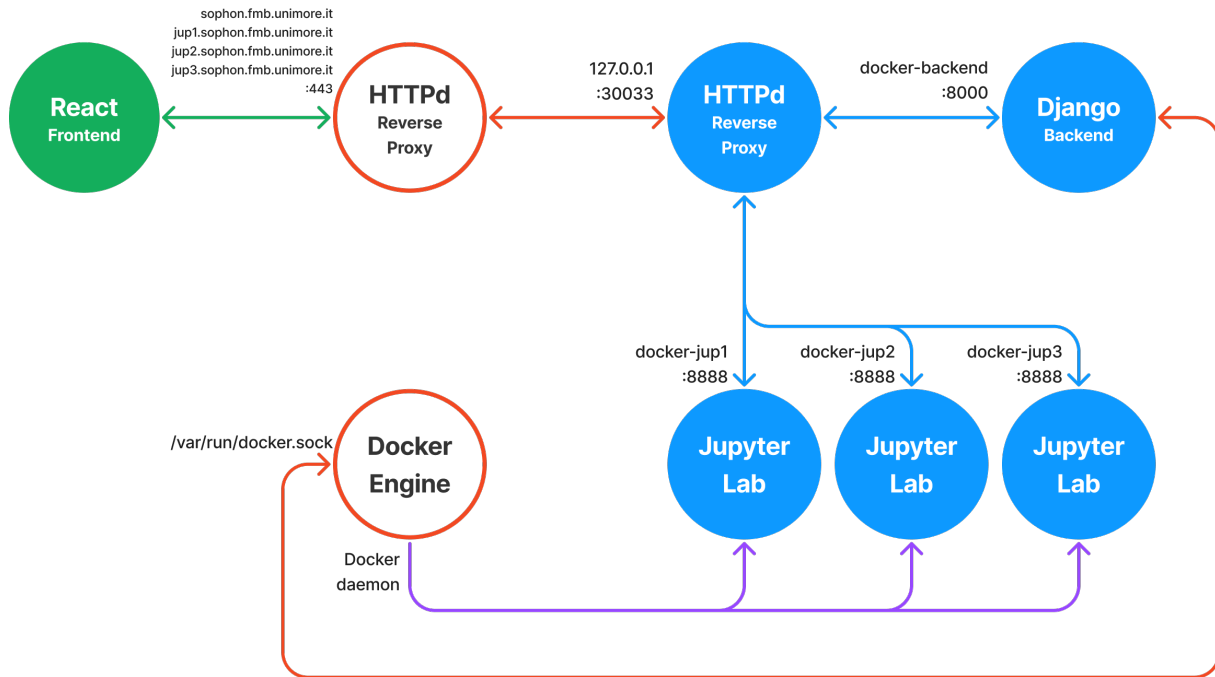 sophon.fmb.unimore.it
jup1.sophon.fmb.unimore.it
jup2.sophon.fmb.unimore.it
jup3.sophon.fmb.unimore.it
:443
React
Frontend
HTTPd
Reverse
Proxy
127.0.0.1
:30033
HTTPd
Reverse
Proxy
docker-backend
:8000
Django
Backend
docker-jup1
:8888
docker-jup2
:8888
docker-jup3
:8888
/var/run/docker.sock
Docker
Engine
Jupyter
Lab
Jupyter
Lab
Jupyter
Lab
Docker
daemon